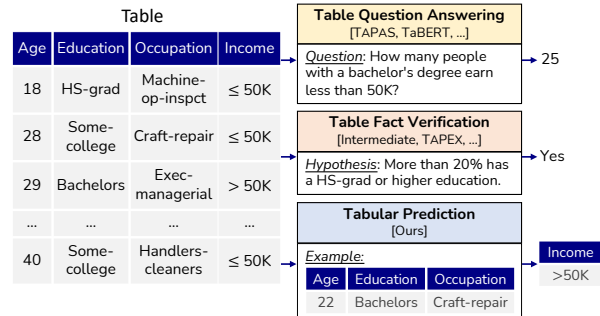 Table
Age Education Occupation Income
18 HS-grad Machine-
op-inspct ≤ 50K
28 Some-
college Craft-repair ≤ 50K
29 Bachelors Exec-
managerial > 50K
... ... ... ...
40 Some-
college Handlers-
cleaners ≤ 50K
Table Question Answering
[TAPAS, TaBERT, ...]
Question: How many people
with a bachelor's degree earn
less than 50K?
25
Table Fact Verification
[Intermediate, TAPEX, ...]
Hypothesis: More than 20% has
a HS-grad or higher education.
Yes
Tabular Prediction
[Ours]
Example:
Age Education Occupation
22 Bachelors Craft-repair
Income
>50K